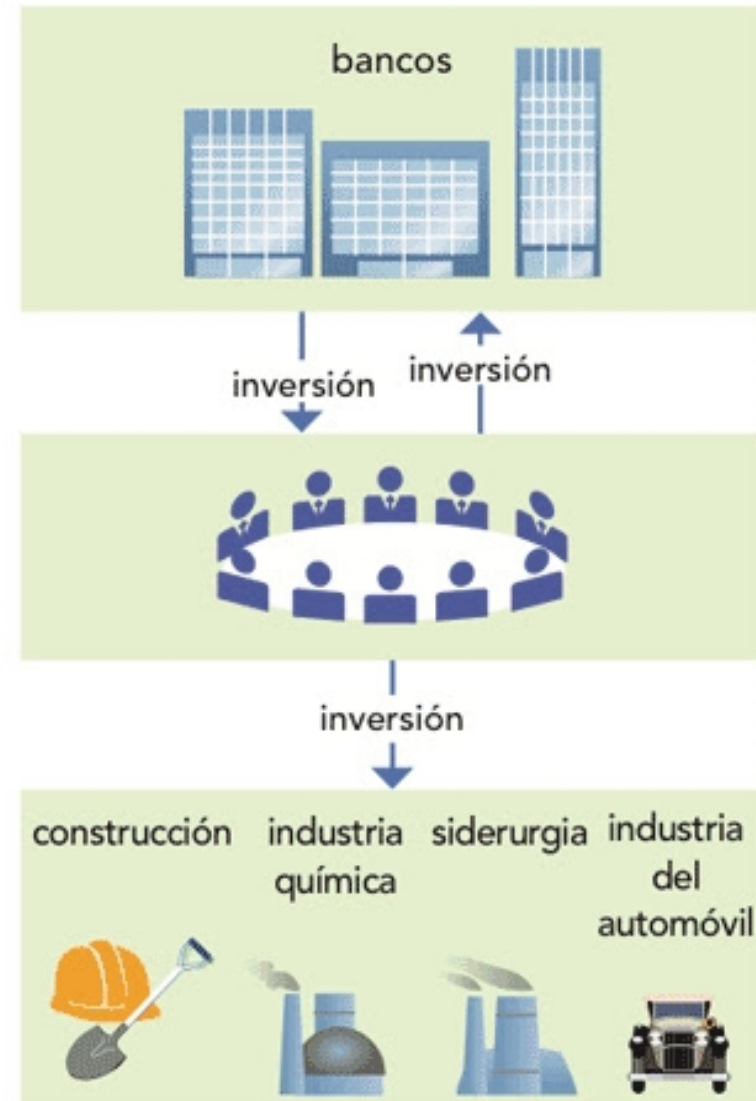 bancos
inversión
inversión
inversión
construcción
industria
química
siderurgia
industria
del
automóvil